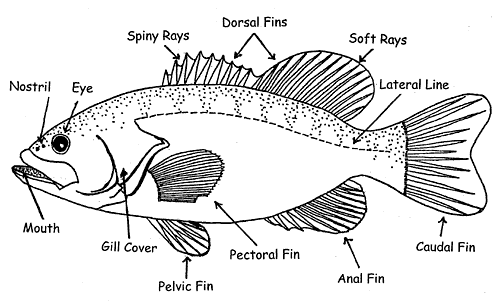 Dorsal Fins
Spiny Rays
Soft Rays
Nostril
Eye
Lateral Line
Mouth
Gill Cover
Pectoral Fin
Caudal Fin
Pelvic Fin
Anal Fin